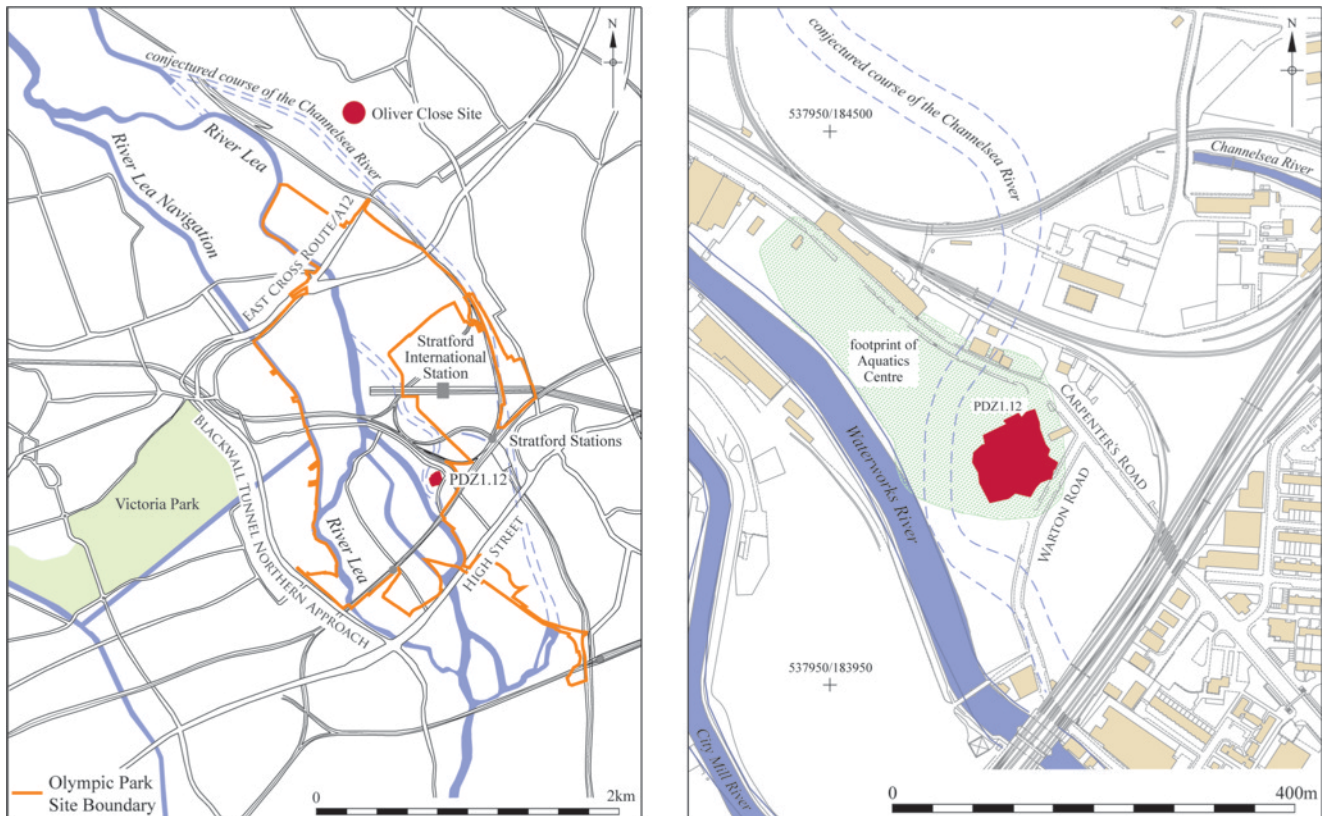 N
conjectured course of the Channelsea River
Oliver Close Site
River Lea
River Lea Navigation
EAST CROSS ROUTE/A12
Stratford
International
Station
Stratford Stations
PDZ1.12
Victoria Park
BLACKWALL TUNNEL NORTHERN APPROACH
River Lea
HIGH STREET
Olympic Park
Site Boundary
0
2km
N
conjectured course of the Channelsea River
537950/184500
Channelsea River
footprint of
Aquatics
Centre
PDZ1.12
CARPENTER'S ROAD
WARTON ROAD
Waterworks River
537950/183950
City Mill River
0
400m